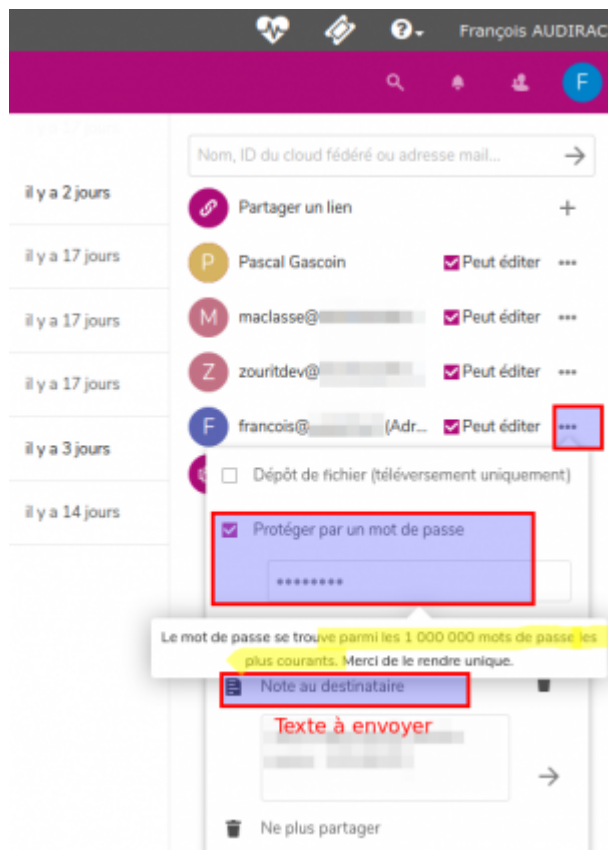 François AUDIRAC
F
Nom, ID du cloud fédéré ou adresse mail...
il y a 2 jours
Partager un lien
il y a 17 jours
P Pascal Gascoin Peut éditer
il y a 17 jours
M maclasse@ Peut éditer
il y a 17 jours
Z zouritdev@ Peut éditer
F francois@ (Adr... Peut éditer
il y a 3 jours
Dépôt de fichier (téléversement uniquement)
il y a 14 jours
Protéger par un mot de passe
••••••••
Le mot de passe se trouve parmi les 1 000 000 mots de passe les
plus courants. Merci de le rendre unique.
Note au destinataire
Texte à envoyer
Ne plus partager